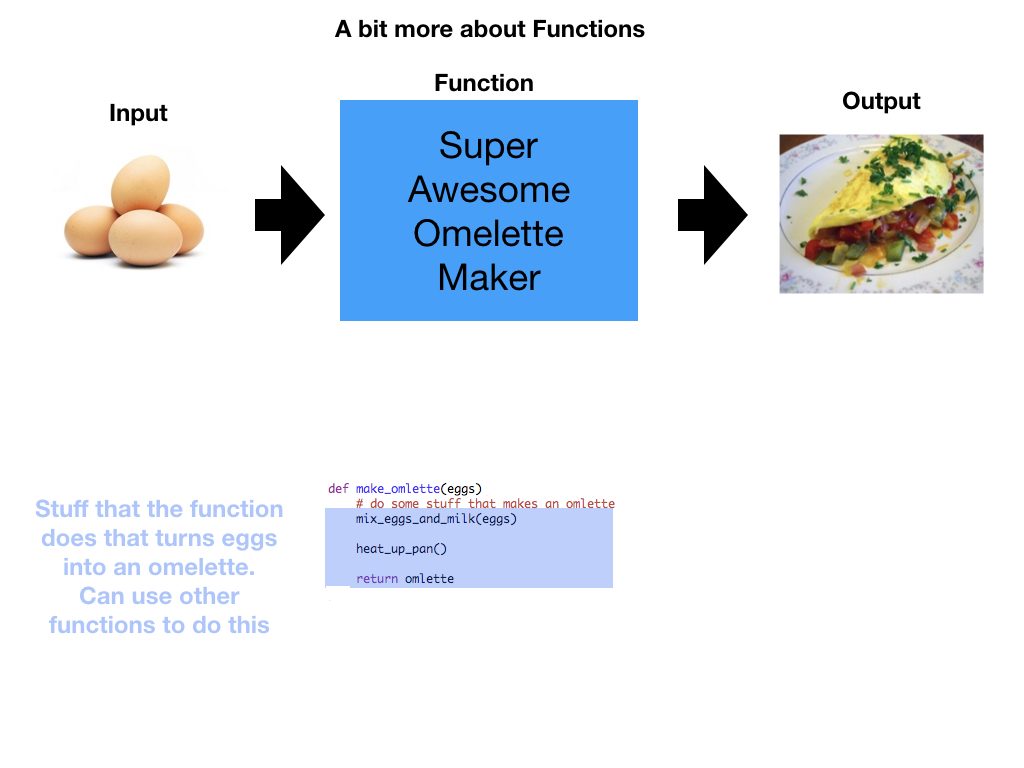 A bit more about Functions
Input
Function
Output
Super
Awesome
Omelette
Maker
Stuff that the function
does that turns eggs
into an omelette.
Can use other
functions to do this
def make_omlette(eggs)
# do some stuff that makes an omlette
mix_eggs_and_milk(eggs)
heat_up_pan()
return omlette